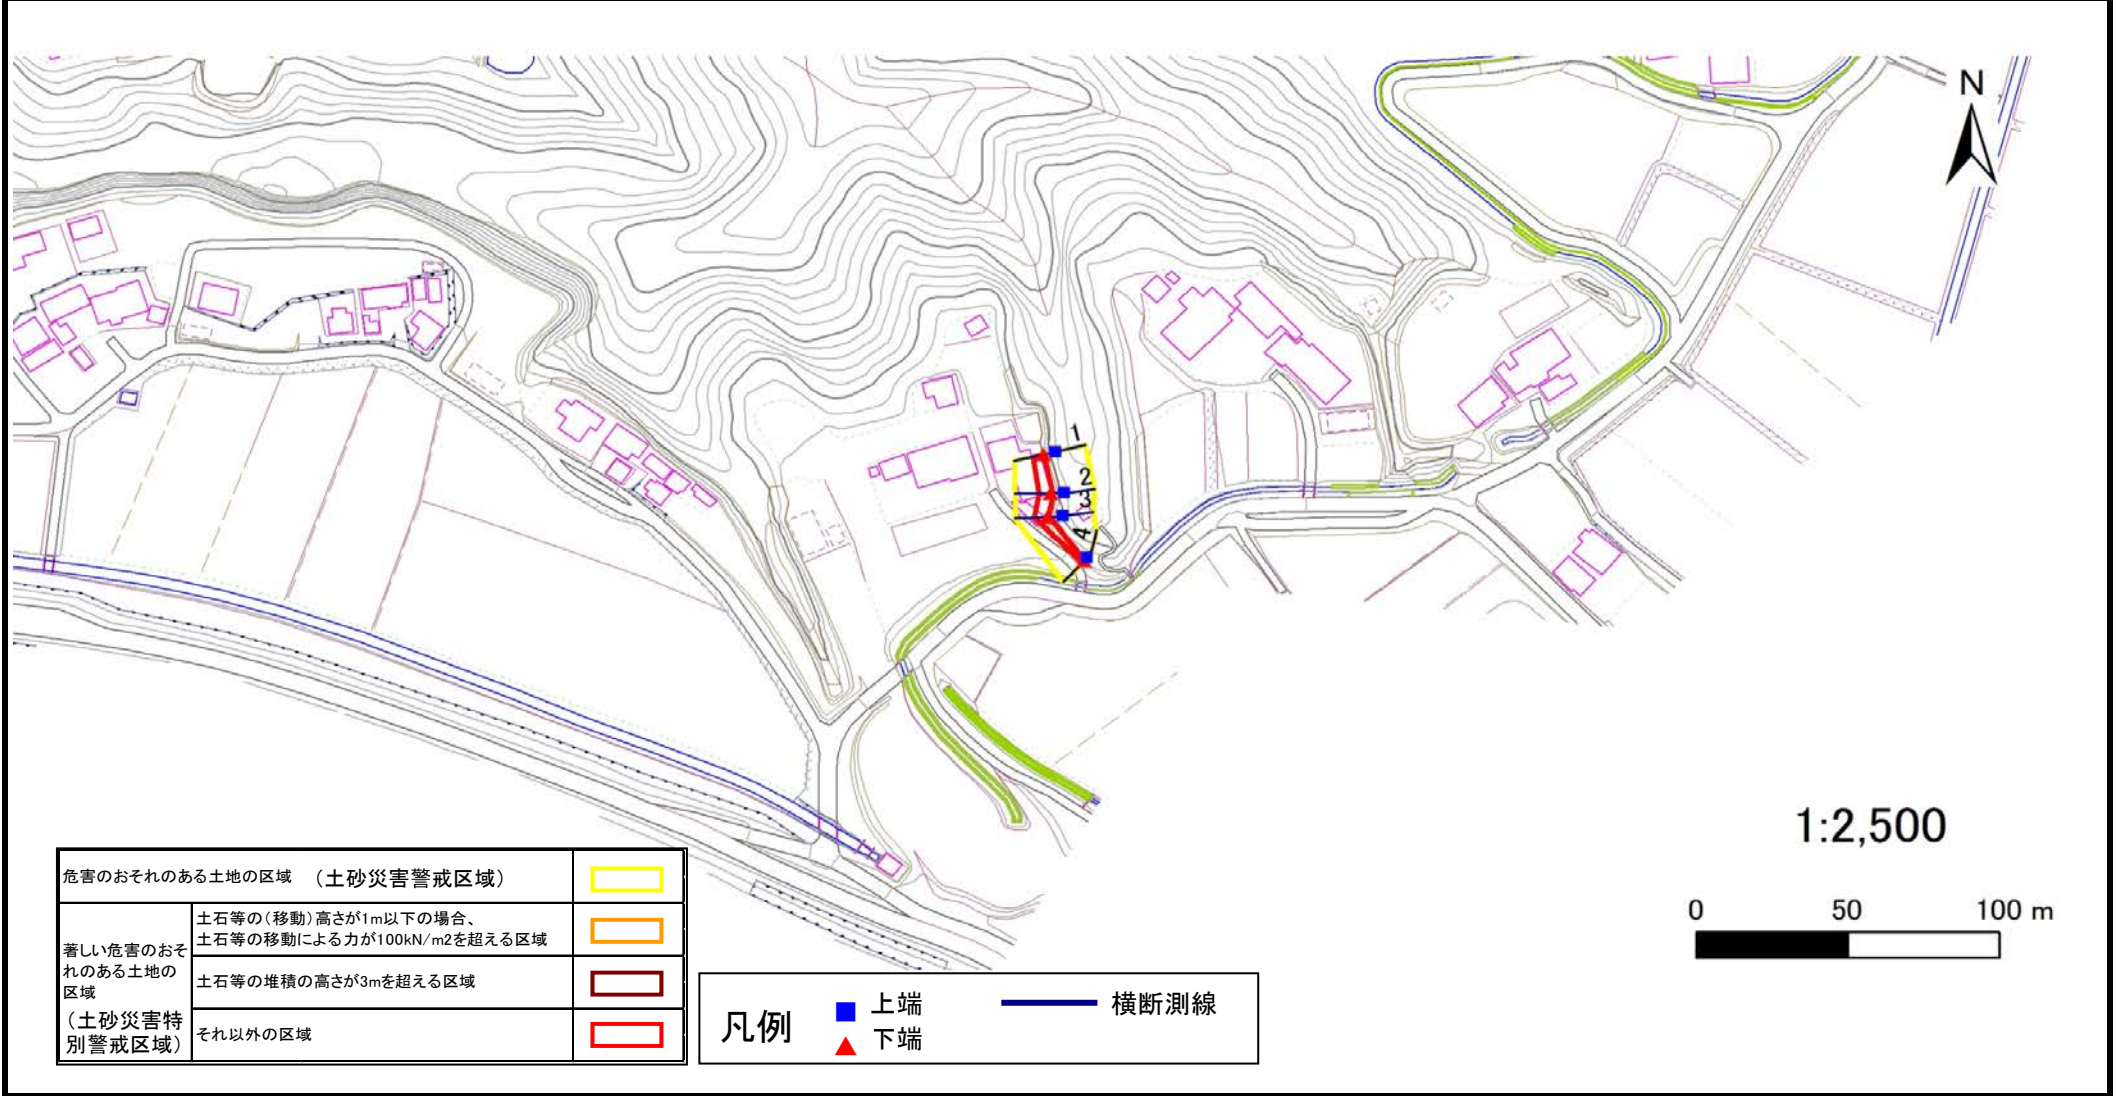 N
1
2
3
4
1:2,500
0 50 100 m
危害のおそれのある土地の区域 （土砂災害警戒区域）
著しい危害のおそ
れのある土地の
区域
（土砂災害特
別警戒区域）
土石等の（移動）高さが1m以下の場合、
土石等の移動による力が100kN/m2を超える区域
土石等の堆積の高さが3mを超える区域
それ以外の区域
凡例
上端
下端
横断測線